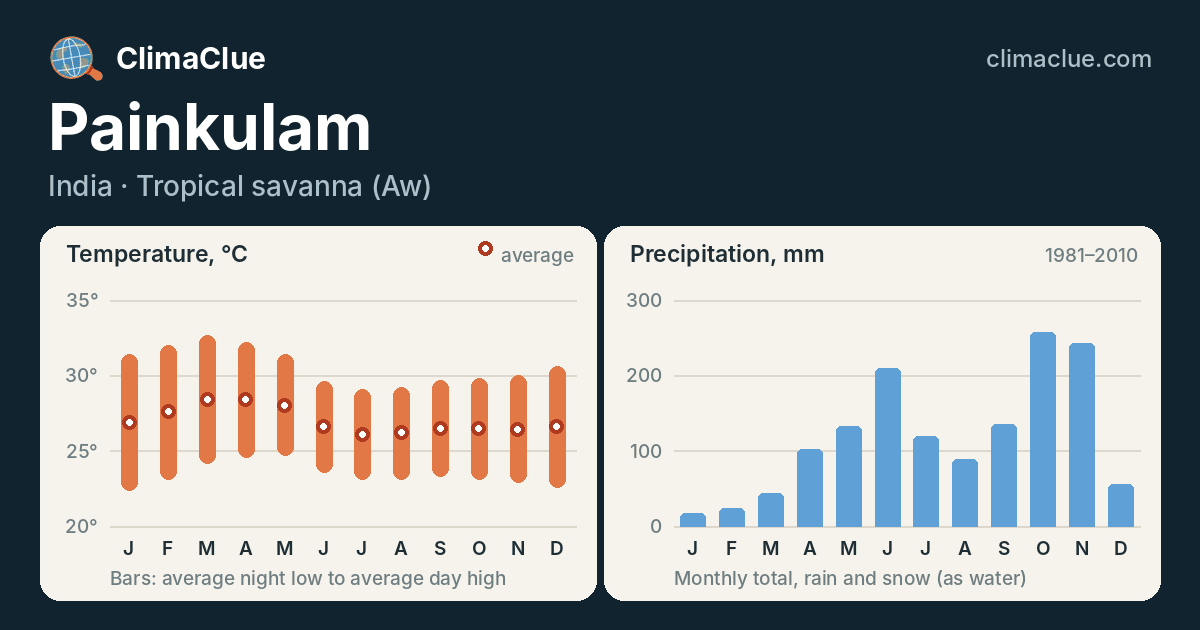 ClimaClue
climaclue.com
Painkulam
India · Tropical savanna (Aw)
Temperature, °C
average
35°
30°
25°
20°
J F M A M J J A S O N D
Bars: average night low to average day high
Precipitation, mm
1981–2010
300
200
100
0
J F M A M J J A S O N D
Monthly total, rain and snow (as water)